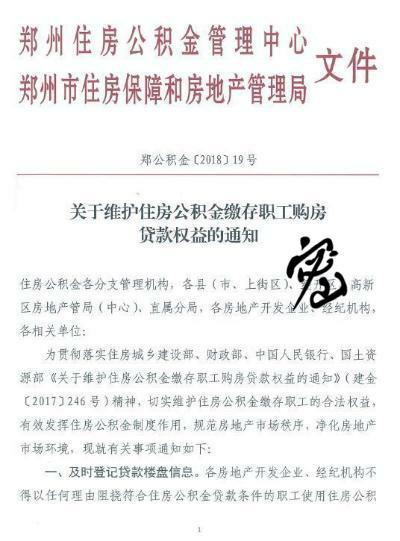 郑州住房公积金管理中心
郑州市住房保障和房地产管理局
文件
郑公积金〔2018〕19号
关于维护住房公积金缴存职工购房
贷款权益的通知
住房公积金各分支管理机构，各县（市、上街区）、开区、高新
区房地产管局（中心）、直属分局，各房地产开发企业、经纪机构，
各相关单位：
为贯彻落实住房城乡建设部、财政部、中国人民银行、国土资
源部《关于维护住房公积金缴存职工购房贷款权益的通知》（建金
〔2017〕246号）精神，切实维护住房公积金缴存职工的合法权益，
有效发挥住房公积金制度作用，规范房地产市场秩序，净化房地产
市场环境，现就有关事项通知如下：
一、及时登记贷款楼盘信息。各房地产开发企业、经纪机构不
得以任何理由阻挠符合住房公积金贷款条件的职工使用住房公积
1